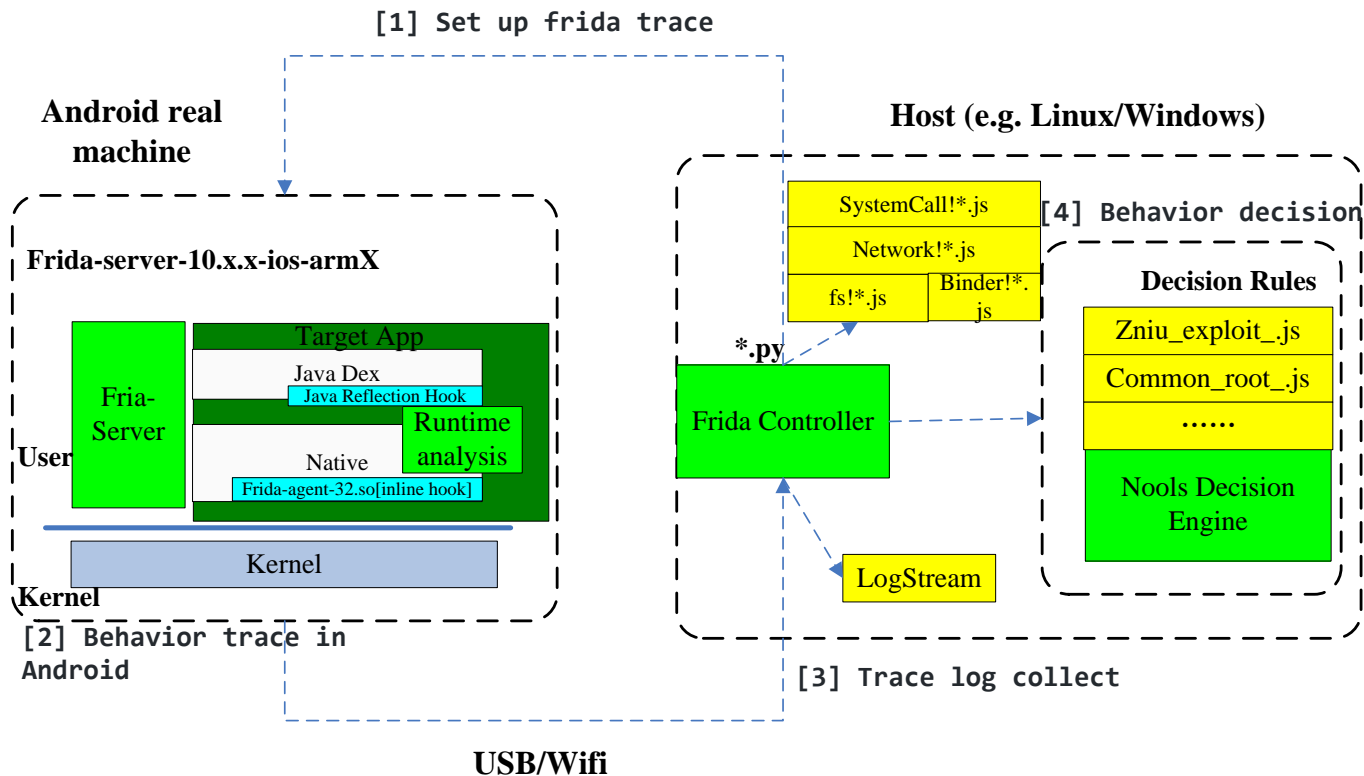 [1] Set up frida trace
Android real
machine
Host (e.g. Linux/Windows)
Frida-server-10.x.x-ios-armX
SystemCall!*.js
Network!*.js
fs!*.js
Binder!*.
js
[4] Behavior decision
Decision Rules
Zniu_exploit_.js
Common_root_.js
......
Nools Decision
Engine
*.py
Frida Controller
LogStream
Fria-
Server
Target App
Java Dex
Java Reflection Hook
Runtime
analysis
Native
Frida-agent-32.so[inline hook]
User
Kernel
Kernel
[2] Behavior trace in
Android
[3] Trace log collect
USB/Wifi